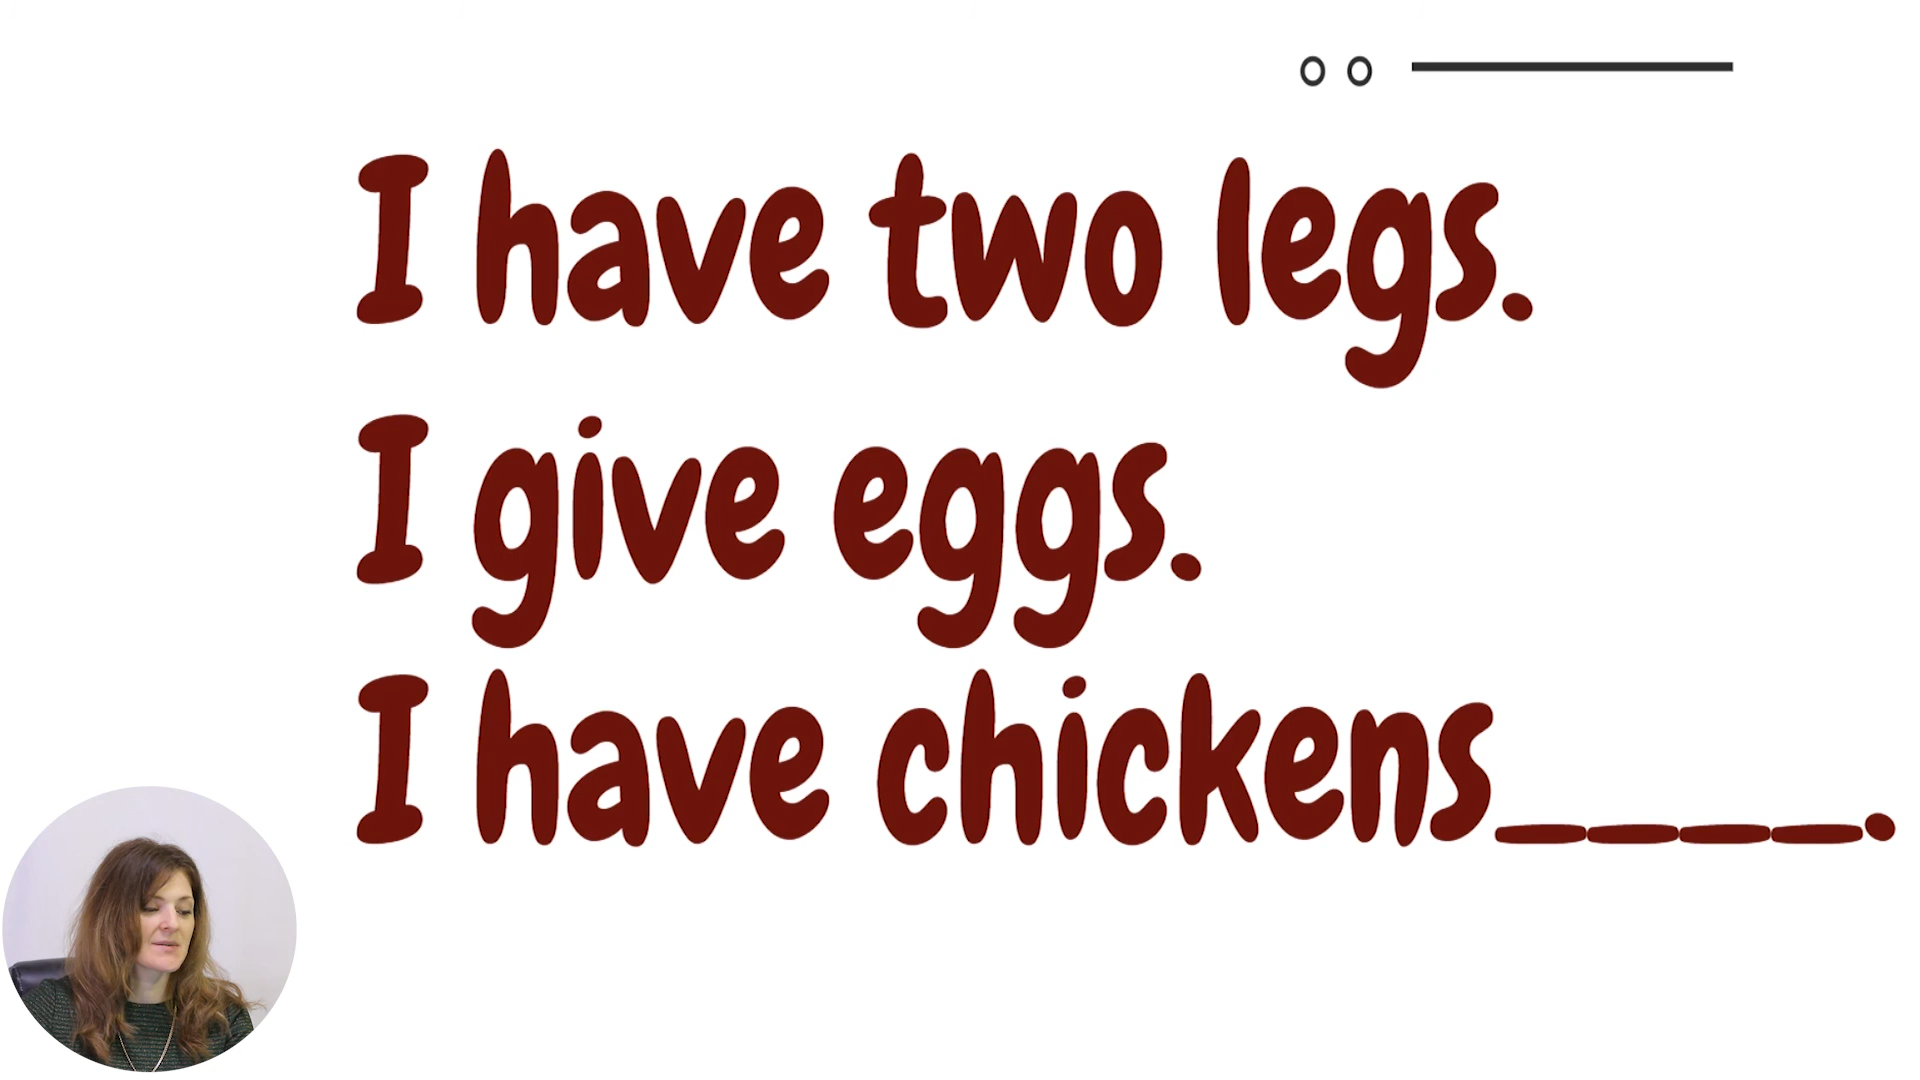 I have two legs.
I give eggs.
I have chickens____.